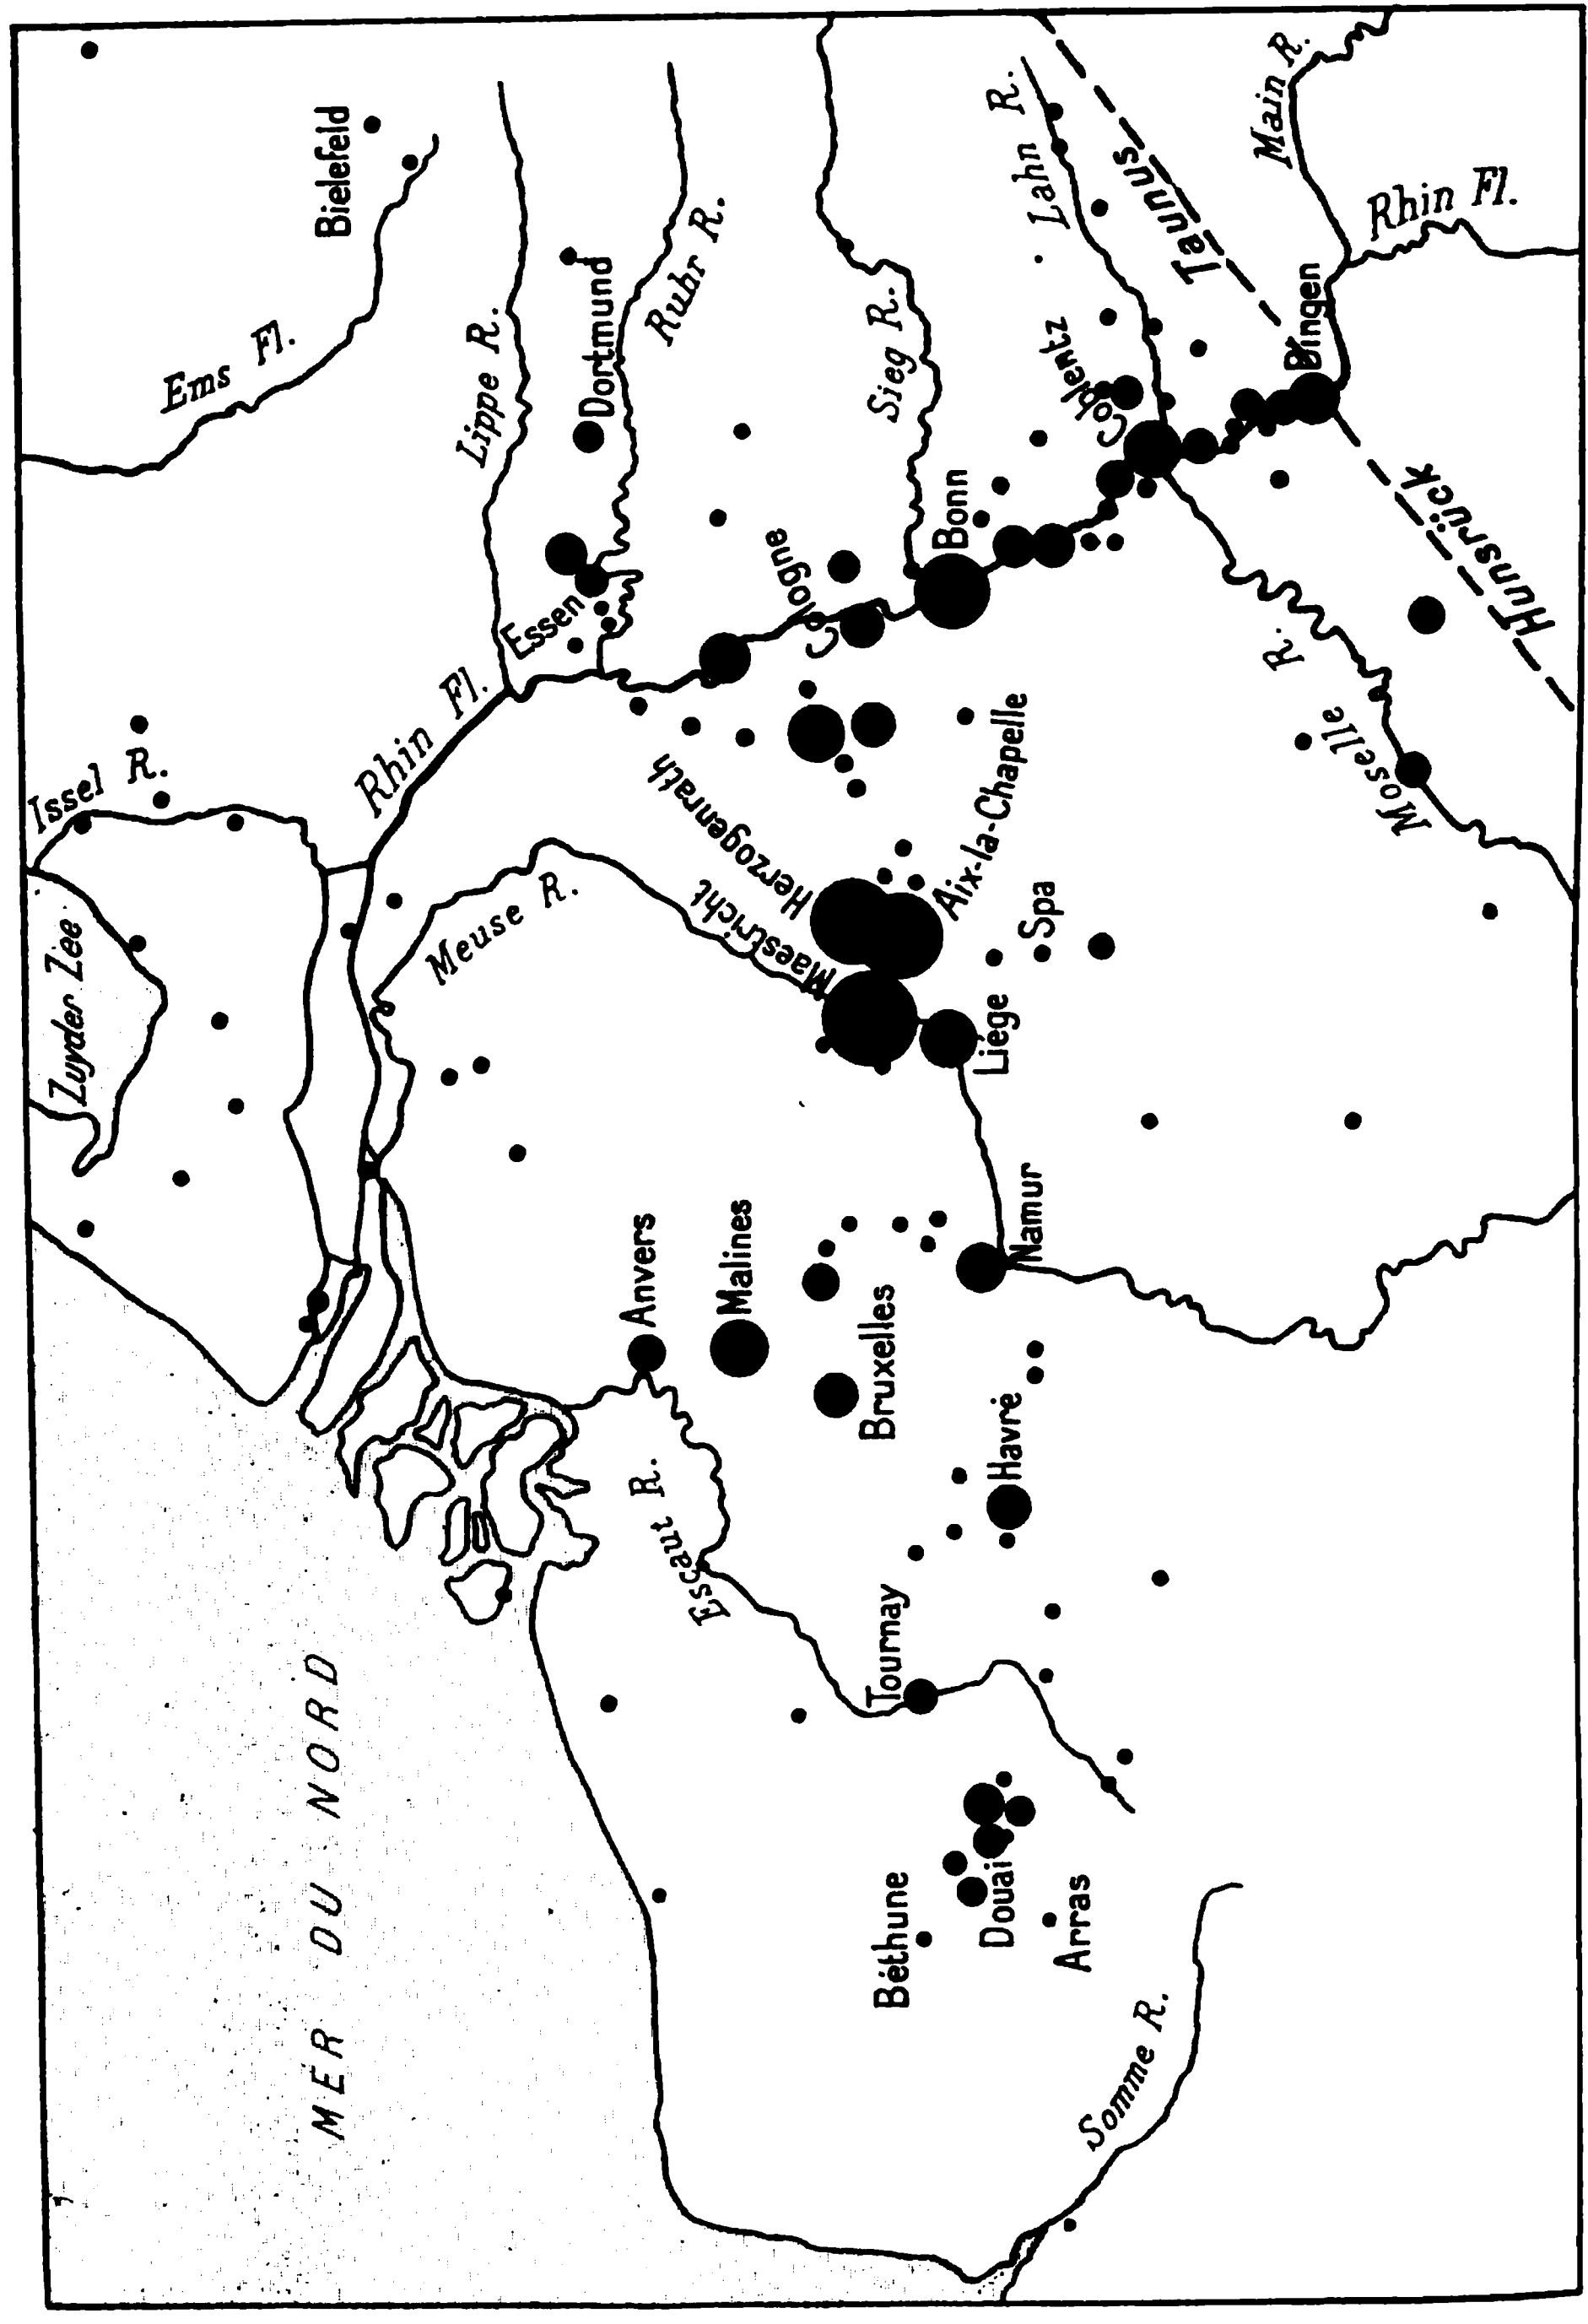 MER DU NORD
Zuyder Zee
Issel R.
Ems Fl.
Bielefeld
Rhin Fl.
Lippe R.
Meuse R.
Essen
Dortmund
Ruhr R.
Anvers
Escaut R.
Malines
Maestricht
Herzogenrath
Cologne
Sieg R.
Bruxelles
Tournay
Béthune
Liége
Aix-la-Chapelle
Spa
Bonn
Namur
Havré
Douai
Arras
Somme R.
Coblentz
Lahn R.
Taunus
Moselle R.
Bingen
Main R.
Rhin Fl.
Hunsrück